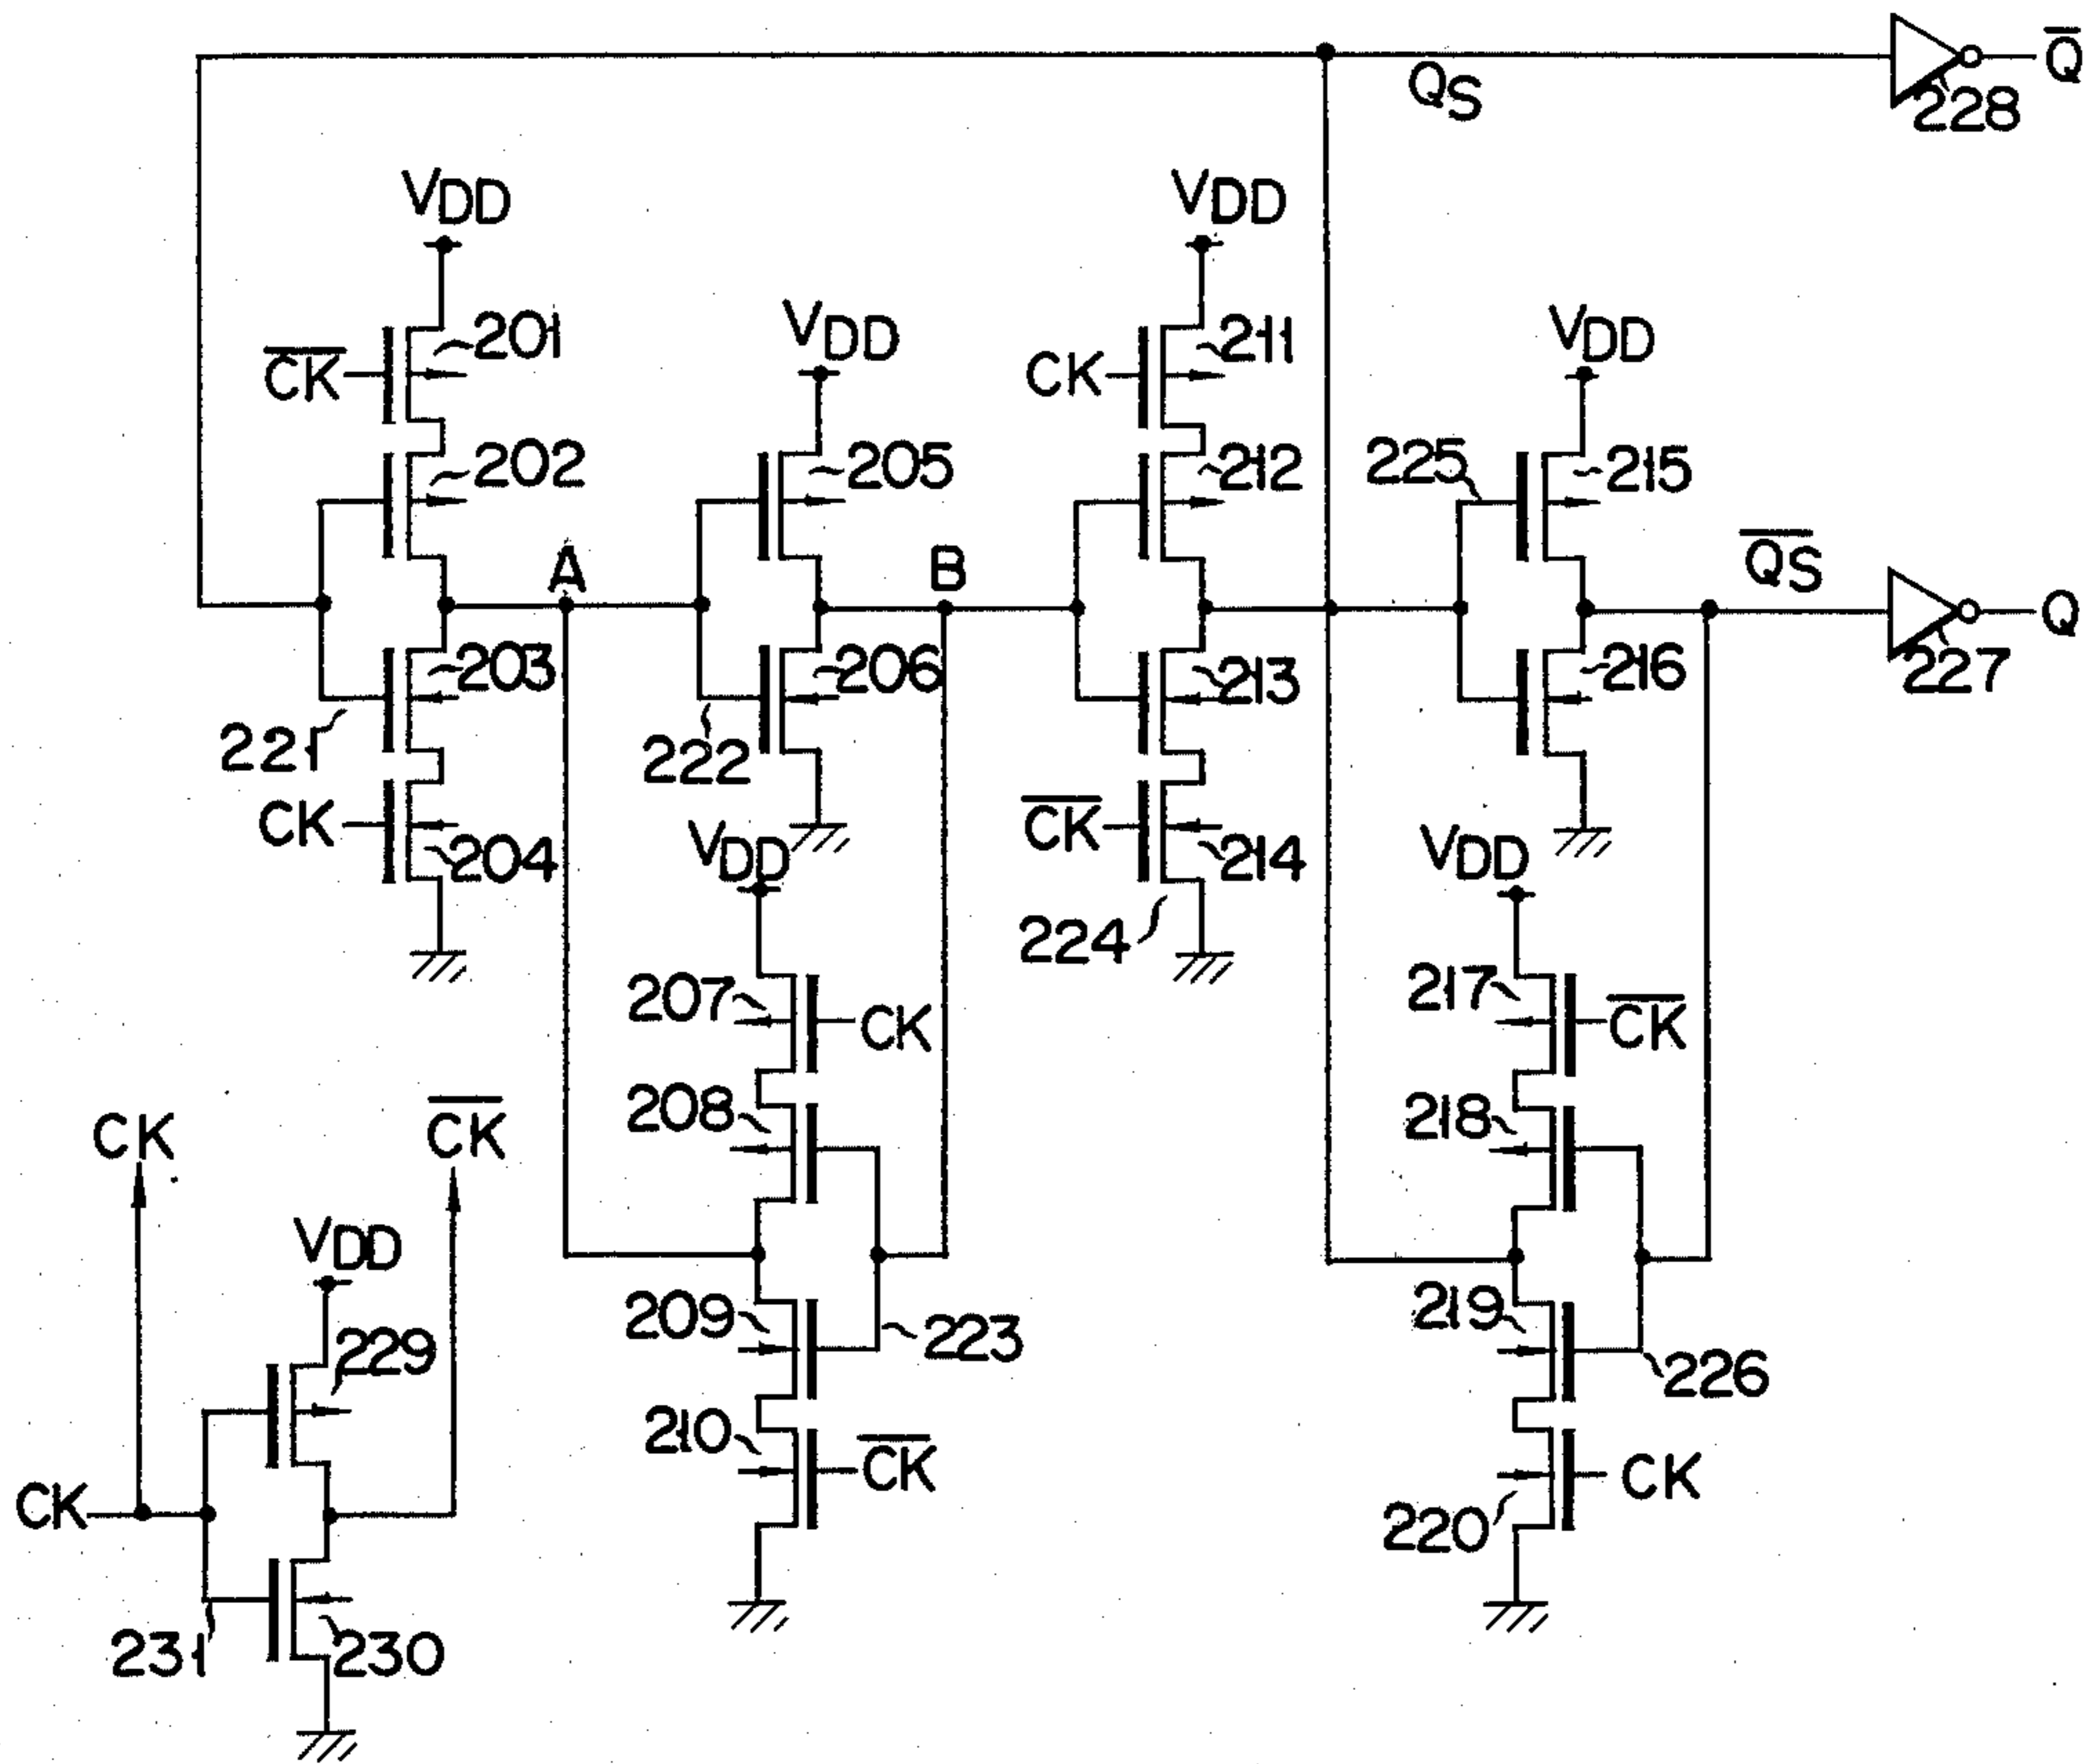 Q̅
QS
228
VDD
VDD
201
C̅K̅
VDD
211
CK
VDD
202
205
212
225
215
A
B
Q̅S̅
Q
203
206
213
216
227
221
222
CK
204
C̅K̅
214
VDD
VDD
224
207
CK
217
C̅K̅
CK
C̅K̅
208
218
VDD
209
223
219
229
226
210
C̅K̅
CK
CK
220
231
230